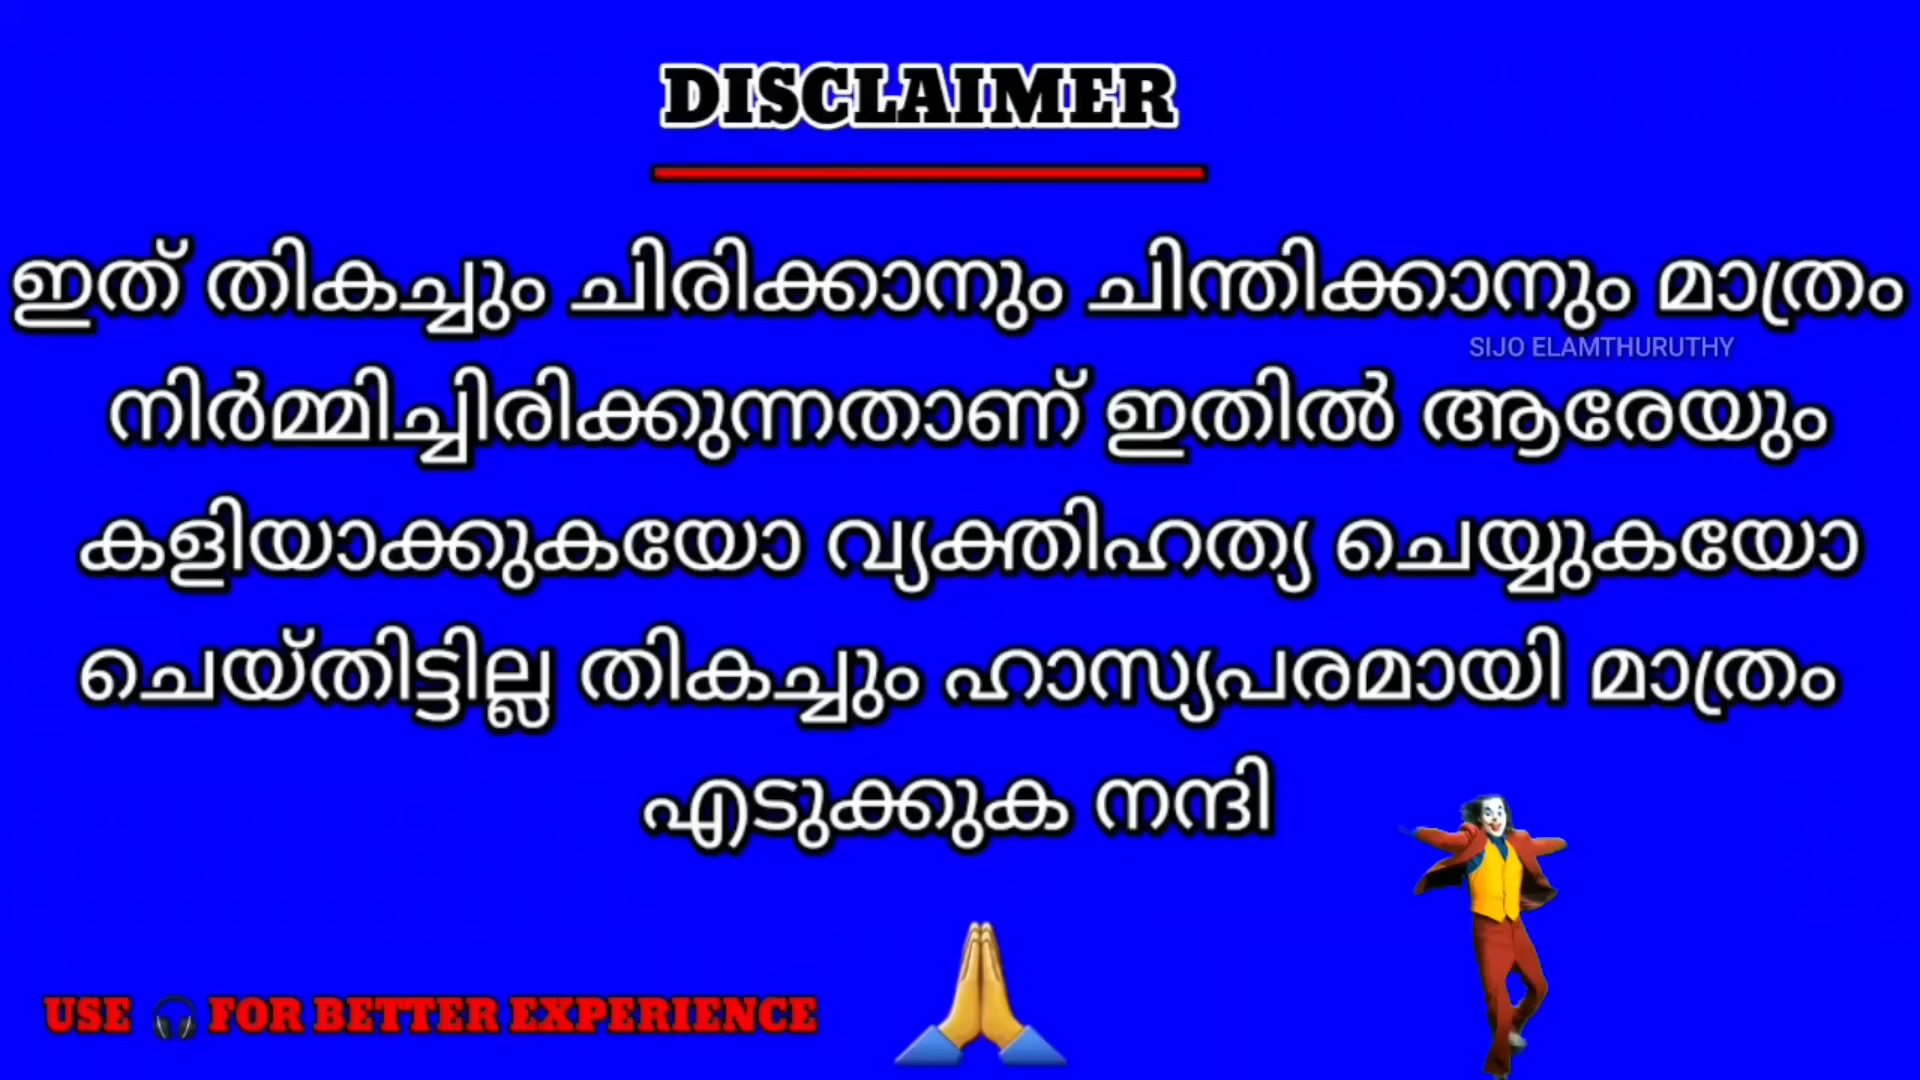 DISCLAIMER
ഇത് തികച്ചും ചിരിക്കാനും ചിന്തിക്കാനും മാത്രം
SIJO ELAMTHURUTHY
നിർമ്മിച്ചിരിക്കുന്നതാണ് ഇതിൽ ആരേയും
കളിയാക്കുകയോ വ്യക്തിഹത്യ ചെയ്യുകയോ
ചെയ്തിട്ടില്ല തികച്ചും ഹാസ്യപരമായി മാത്രം
എടുക്കുക നന്ദി
USE 🎧 FOR BETTER EXPERIENCE